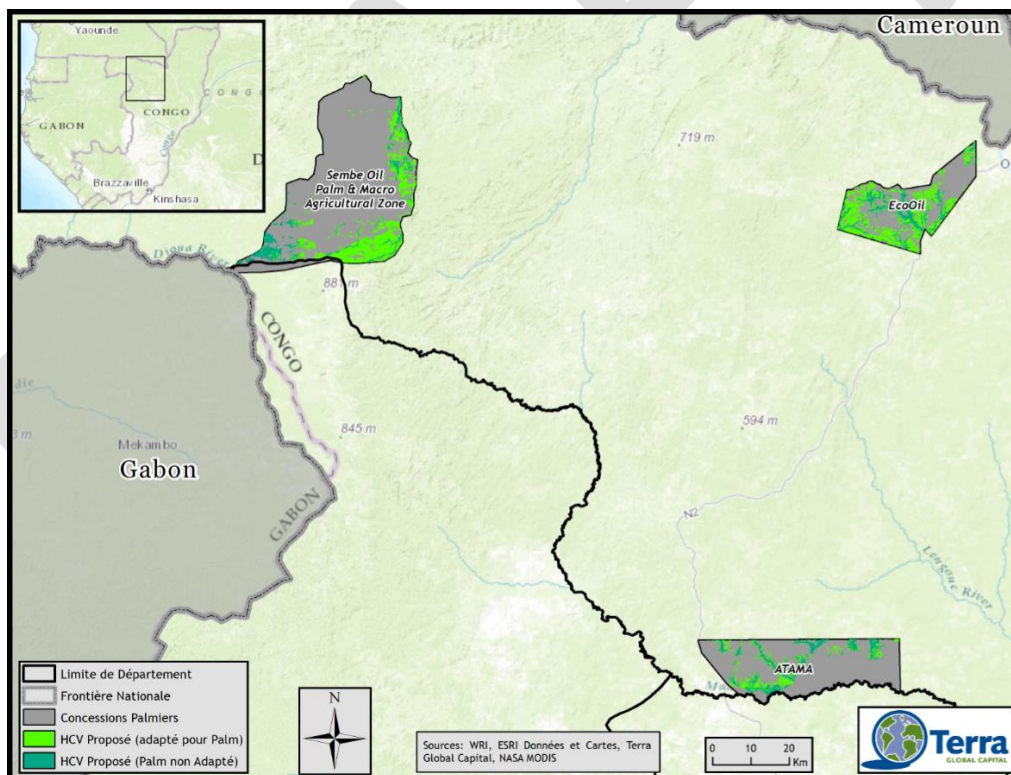 Yaounde
CONGO
GABON
CONGO
Congo
Brazzaville
Kinshasa
Cameroun
719 m
Sembe Oil
Palm & Macro
Agricultural Zone
EcoOil
Djoua River
881 m
CONGO
845 m
594 m
Mekambo
Gabon
GABON
N2
Lengoue River
ATAMA
Limite de Département
Frontière Nationale
Concessions Palmiers
HCV Proposé (adapté pour Palm)
HCV Proposé (Palm non Adapté)
N
Sources: WRI, ESRI Données et Cartes, Terra
Global Capital, NASA MODIS
0 10 20
Km
Terra
GLOBAL CAPITAL